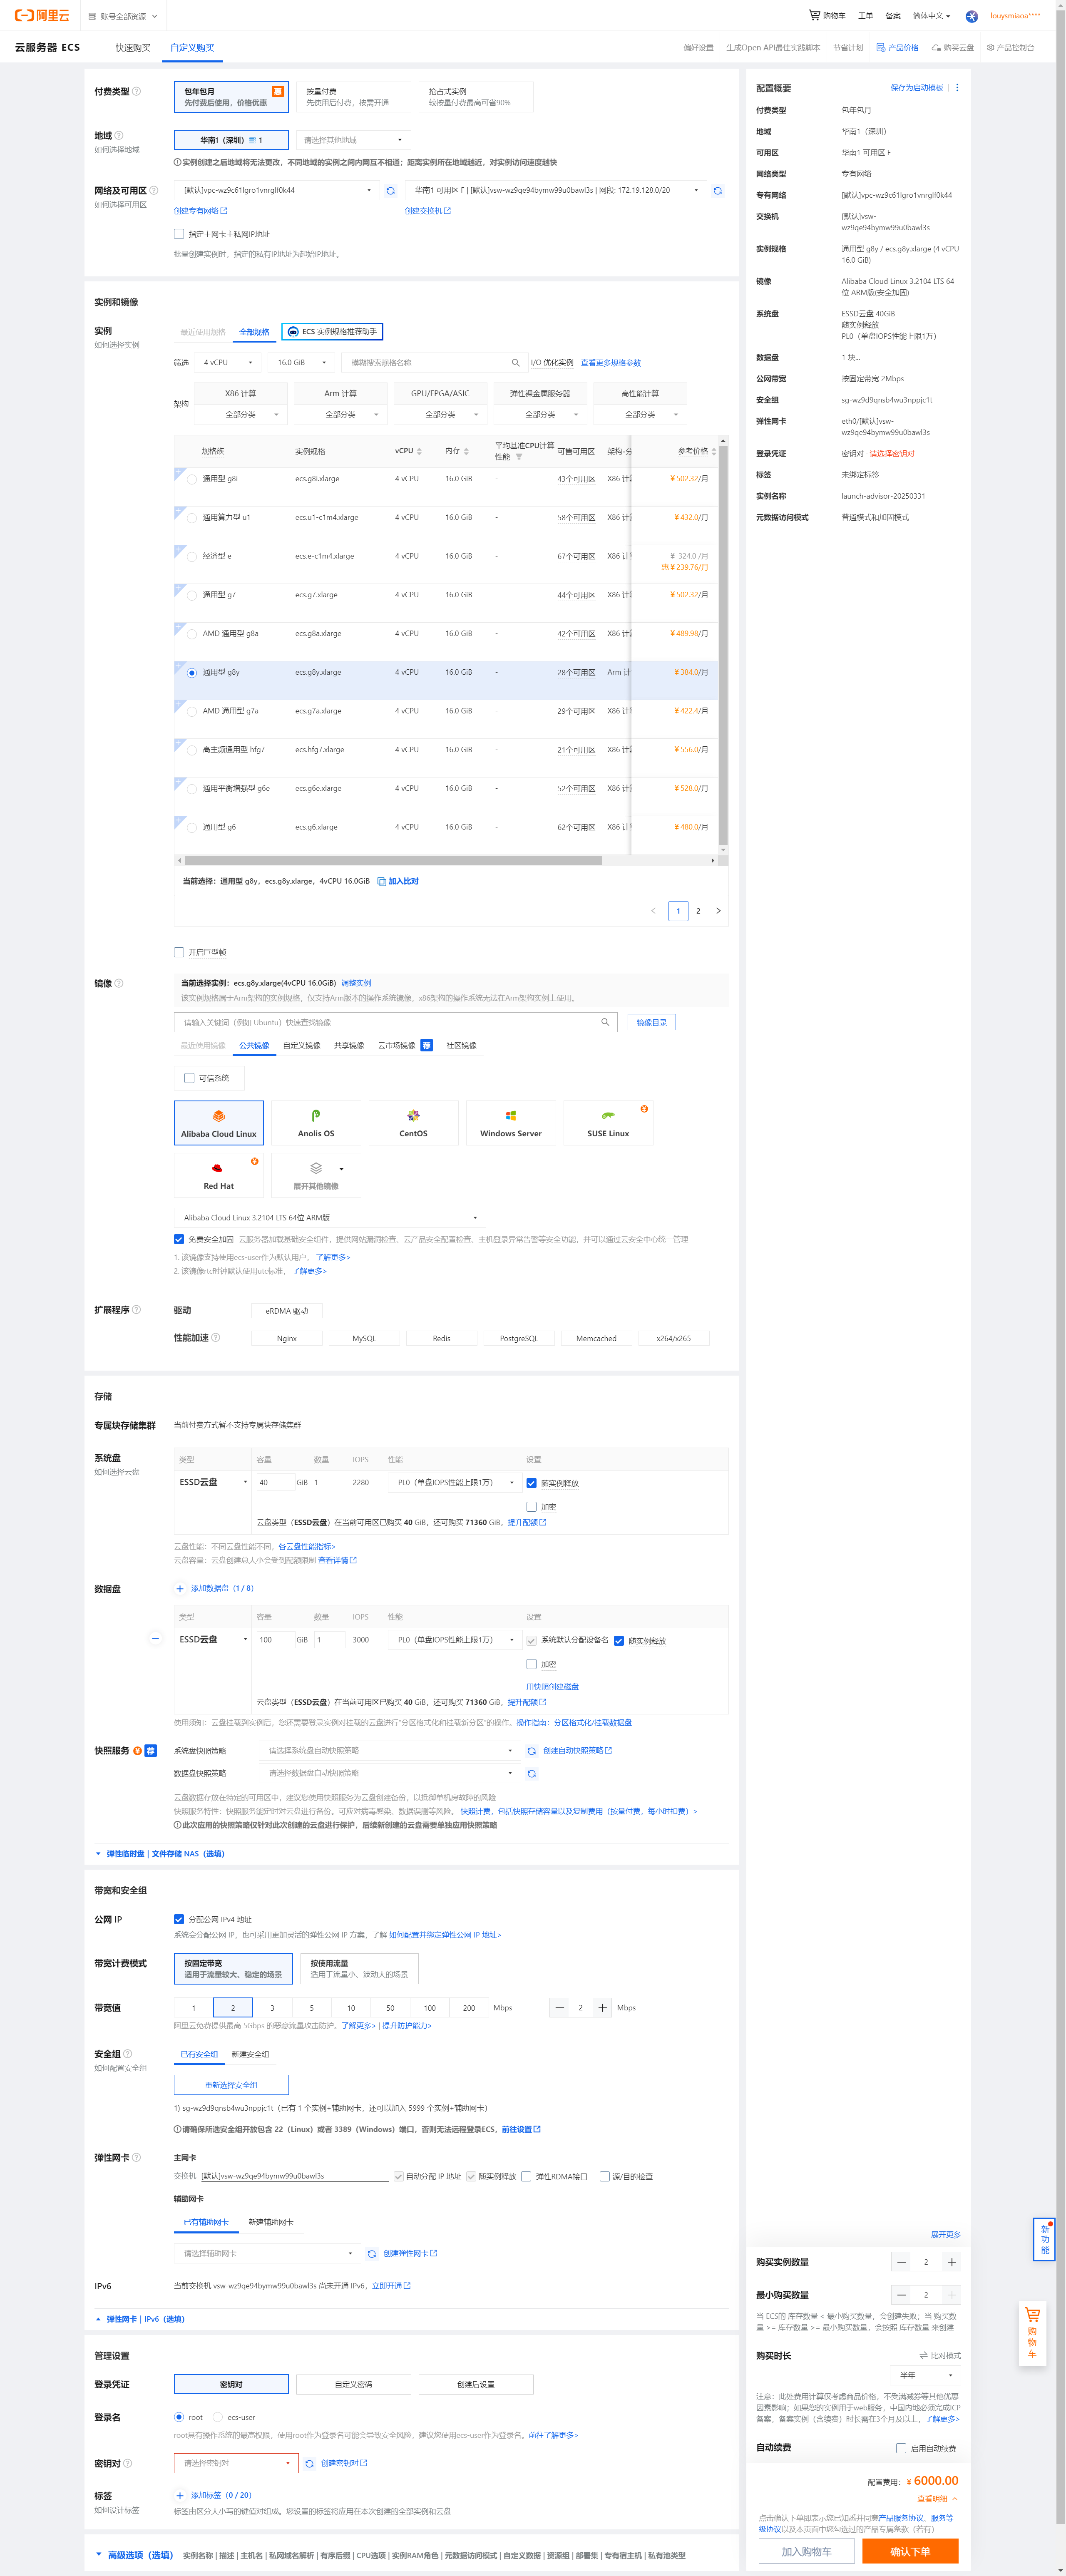 阿里云 账号全部资源 购物车 工单 备案 简体中文 louysmiaoa****
云服务器 ECS 快速购买 自定义购买 偏好设置 生成Open API最佳实践脚本 节省计划 产品价格 购买云盘 产品控制台
付费类型
包年包月 惠
先付费后使用，价格优惠
按量付费
先使用后付费，按需开通
抢占式实例
较按量付费最高可省90%
地域
如何选择地域
华南1（深圳） 1
请选择其他地域
实例创建之后地域将无法更改，不同地域的实例之间内网互不相通；距离实例所在地域越近，对实例访问速度越快
网络及可用区
如何选择可用区
[默认]vpc-wz9c61lgro1vnrglf0k44
华南1 可用区 F | [默认]vsw-wz9qe94bymw99u0bawl3s | 网段: 172.19.128.0/20
创建专有网络 创建交换机
指定主网卡主私网IP地址
批量创建实例时，指定的私有IP地址为起始IP地址。
实例和镜像
实例
如何选择实例
最近使用规格 全部规格 ECS 实例规格推荐助手
筛选 4 vCPU 16.0 GiB 模糊搜索规格名称 I/O 优化实例 查看更多规格参数
架构
X86 计算 Arm 计算 GPU/FPGA/ASIC 弹性裸金属服务器 高性能计算
全部分类 全部分类 全部分类 全部分类 全部分类
规格族 实例规格 vCPU 内存 平均基准CPU计算性能 可售可用区 架构-分 参考价格
通用型 g8i ecs.g8i.xlarge 4 vCPU 16.0 GiB - 43个可用区 X86 计 ¥502.32/月
通用算力型 u1 ecs.u1-c1m4.xlarge 4 vCPU 16.0 GiB - 58个可用区 X86 计 ¥432.0/月
经济型 e ecs.e-c1m4.xlarge 4 vCPU 16.0 GiB - 67个可用区 X86 计 ¥ 324.0 /月
惠 ¥239.76/月
通用型 g7 ecs.g7.xlarge 4 vCPU 16.0 GiB - 44个可用区 X86 计 ¥502.32/月
AMD 通用型 g8a ecs.g8a.xlarge 4 vCPU 16.0 GiB - 42个可用区 X86 计 ¥489.98/月
通用型 g8y ecs.g8y.xlarge 4 vCPU 16.0 GiB - 28个可用区 Arm 计 ¥384.0/月
AMD 通用型 g7a ecs.g7a.xlarge 4 vCPU 16.0 GiB - 29个可用区 X86 计 ¥422.4/月
高主频通用型 hfg7 ecs.hfg7.xlarge 4 vCPU 16.0 GiB - 21个可用区 X86 计 ¥556.0/月
通用平衡增强型 g6e ecs.g6e.xlarge 4 vCPU 16.0 GiB - 52个可用区 X86 计 ¥528.0/月
通用型 g6 ecs.g6.xlarge 4 vCPU 16.0 GiB - 62个可用区 X86 计 ¥480.0/月
当前选择：通用型 g8y，ecs.g8y.xlarge，4vCPU 16.0GiB 加入比对
1 2
开启巨型帧
镜像
当前选择实例：ecs.g8y.xlarge(4vCPU 16.0GiB) 调整实例
该实例规格属于Arm架构的实例规格，仅支持Arm版本的操作系统镜像，x86架构的操作系统无法在Arm架构实例上使用。
请输入关键词（例如 Ubuntu）快速查找镜像 镜像目录
最近使用镜像 公共镜像 自定义镜像 共享镜像 云市场镜像 荐 社区镜像
可信系统
Alibaba Cloud Linux Anolis OS CentOS Windows Server SUSE Linux
Red Hat 展开其他镜像
Alibaba Cloud Linux 3.2104 LTS 64位 ARM版
免费安全加固 云服务器加载基础安全组件，提供网站漏洞检查、云产品安全配置检查、主机登录异常告警等安全功能，并可以通过云安全中心统一管理
1. 该镜像支持使用ecs-user作为默认用户， 了解更多>
2. 该镜像rtc时钟默认使用utc标准， 了解更多>
扩展程序 驱动 eRDMA 驱动
性能加速 Nginx MySQL Redis PostgreSQL Memcached x264/x265
存储
专属块存储集群 当前付费方式暂不支持专属块存储集群
系统盘
如何选择云盘
类型 容量 数量 IOPS 性能 设置
ESSD云盘 40 GiB 1 2280 PL0（单盘IOPS性能上限1万） 随实例释放
加密
云盘类型（ESSD云盘）在当前可用区已购买 40 GiB，还可购买 71360 GiB，提升配额
云盘性能：不同云盘性能不同，各云盘性能指标>
云盘容量：云盘创建总大小会受到配额限制 查看详情
数据盘 添加数据盘（1 / 8）
类型 容量 数量 IOPS 性能 设置
ESSD云盘 100 GiB 1 3000 PL0（单盘IOPS性能上限1万） 系统默认分配设备名 随实例释放
加密
用快照创建磁盘
云盘类型（ESSD云盘）在当前可用区已购买 40 GiB，还可购买 71360 GiB，提升配额
使用须知：云盘挂载到实例后，您还需要登录实例对挂载的云盘进行"分区格式化和挂载新分区"的操作。操作指南：分区格式化/挂载数据盘
快照服务 ¥ 荐 系统盘快照策略 请选择系统盘自动快照策略 创建自动快照策略
数据盘快照策略 请选择数据盘自动快照策略
云盘数据存放在特定的可用区中，建议您使用快照服务为云盘创建备份，以抵御单机房故障的风险
快照服务特性：快照服务能定时对云盘进行备份。可应对病毒感染、数据误删等风险。 快照计费，包括快照存储容量以及复制费用（按量付费，每小时扣费）>
此次应用的快照策略仅针对此次创建的云盘进行保护，后续新创建的云盘需要单独应用快照策略
弹性临时盘 | 文件存储 NAS（选填）
带宽和安全组
公网 IP 分配公网 IPv4 地址
系统会分配公网 IP，也可采用更加灵活的弹性公网 IP 方案，了解 如何配置并绑定弹性公网 IP 地址>
带宽计费模式
按固定带宽
适用于流量较大、稳定的场景
按使用流量
适用于流量小、波动大的场景
带宽值 1 2 3 5 10 50 100 200 Mbps 2 Mbps
阿里云免费提供最高 5Gbps 的恶意流量攻击防护。了解更多> | 提升防护能力>
安全组
如何配置安全组
已有安全组 新建安全组
重新选择安全组
1) sg-wz9d9qnsb4wu3nppjc1t（已有 1 个实例+辅助网卡，还可以加入 5999 个实例+辅助网卡）
请确保所选安全组开放包含 22（Linux）或者 3389（Windows）端口，否则无法远程登录ECS，前往设置
弹性网卡 主网卡
交换机 [默认]vsw-wz9qe94bymw99u0bawl3s 自动分配 IP 地址 随实例释放 弹性RDMA接口 源/目的检查
辅助网卡
已有辅助网卡 新建辅助网卡
请选择辅助网卡 创建弹性网卡
IPv6 当前交换机 vsw-wz9qe94bymw99u0bawl3s 尚未开通 IPv6，立即开通
弹性网卡 | IPv6（选填）
管理设置
登录凭证 密钥对 自定义密码 创建后设置
登录名 root ecs-user
root具有操作系统的最高权限，使用root作为登录名可能会导致安全风险，建议您使用ecs-user作为登录名。前往了解更多>
密钥对 请选择密钥对 创建密钥对
标签
如何设计标签
添加标签（0 / 20）
标签由区分大小写的键值对组成。您设置的标签将应用在本次创建的全部实例和云盘
高级选项（选填） 实例名称 | 描述 | 主机名 | 私网域名解析 | 有序后缀 | CPU选项 | 实例RAM角色 | 元数据访问模式 | 自定义数据 | 资源组 | 部署集 | 专有宿主机 | 私有池类型
配置概要 保存为启动模板
付费类型 包年包月
地域 华南1（深圳）
可用区 华南1 可用区 F
网络类型 专有网络
专有网络 [默认]vpc-wz9c61lgro1vnrglf0k44
交换机 [默认]vsw-
wz9qe94bymw99u0bawl3s
实例规格 通用型 g8y / ecs.g8y.xlarge (4 vCPU
16.0 GiB)
镜像 Alibaba Cloud Linux 3.2104 LTS 64
位 ARM版(安全加固)
系统盘 ESSD云盘 40GiB
随实例释放
PL0（单盘IOPS性能上限1万）
数据盘 1 块...
公网带宽 按固定带宽 2Mbps
安全组 sg-wz9d9qnsb4wu3nppjc1t
弹性网卡 eth0/[默认]vsw-
wz9qe94bymw99u0bawl3s
登录凭证 密钥对 - 请选择密钥对
标签 未绑定标签
实例名称 launch-advisor-20250331
元数据访问模式 普通模式和加固模式
展开更多
购买实例数量 2
最小购买数量 2
当 ECS的 库存数量 < 最小购买数量，会创建失败；当 购买数
量 >= 库存数量 >= 最小购买数量，会按照 库存数量 来创建
购买时长 比对模式
半年
注意：此处费用计算仅考虑商品价格，不受满减券等其他优惠
因素影响；如果您的实例用于web服务，中国内地必须完成ICP
备案，备案实例（含续费）时长需在3个月及以上，了解更多>
自动续费 启用自动续费
配置费用：¥ 6000.00
查看明细
点击确认下单即表示您已知悉并同意产品服务协议、服务等
级协议以及本页面中您勾选过的产品专属条款（若有）
加入购物车 确认下单
新功能
购物车